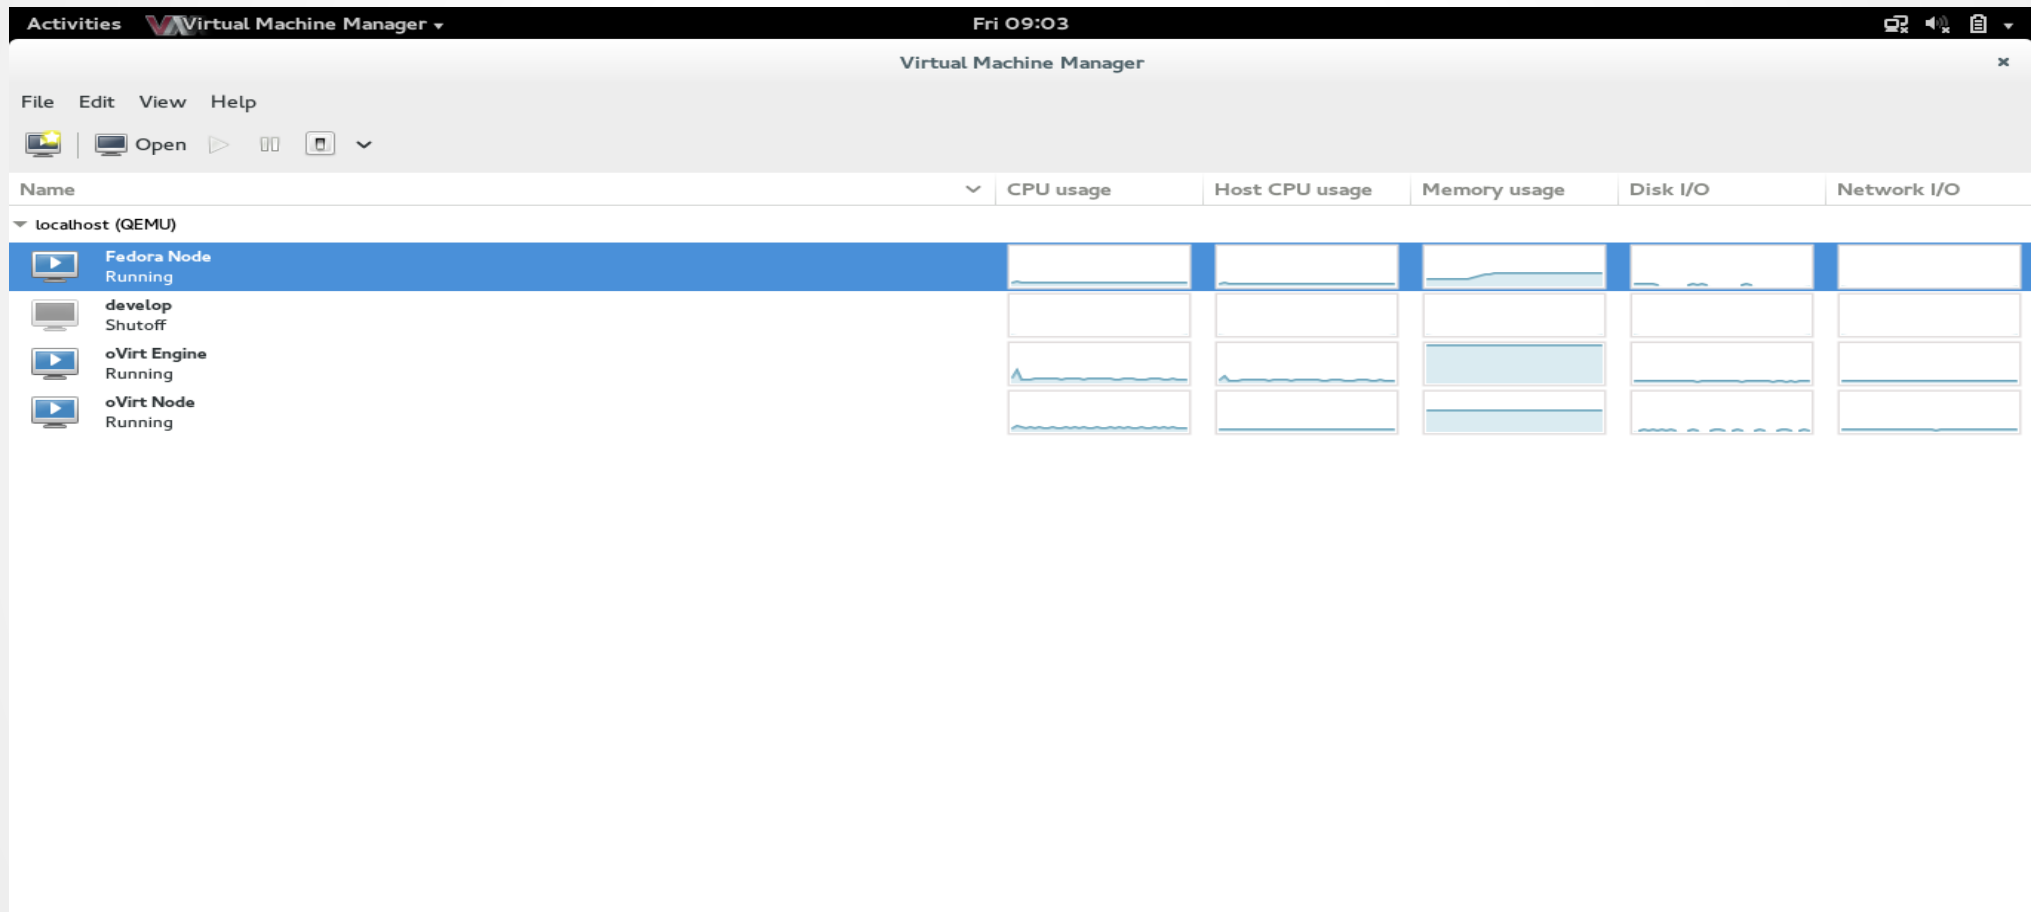 Activities Virtual Machine Manager Fri 09:03
Virtual Machine Manager
File Edit View Help
Open
Name CPU usage Host CPU usage Memory usage Disk I/O Network I/O
localhost (QEMU)
Fedora Node
Running
develop
Shutoff
oVirt Engine
Running
oVirt Node
Running